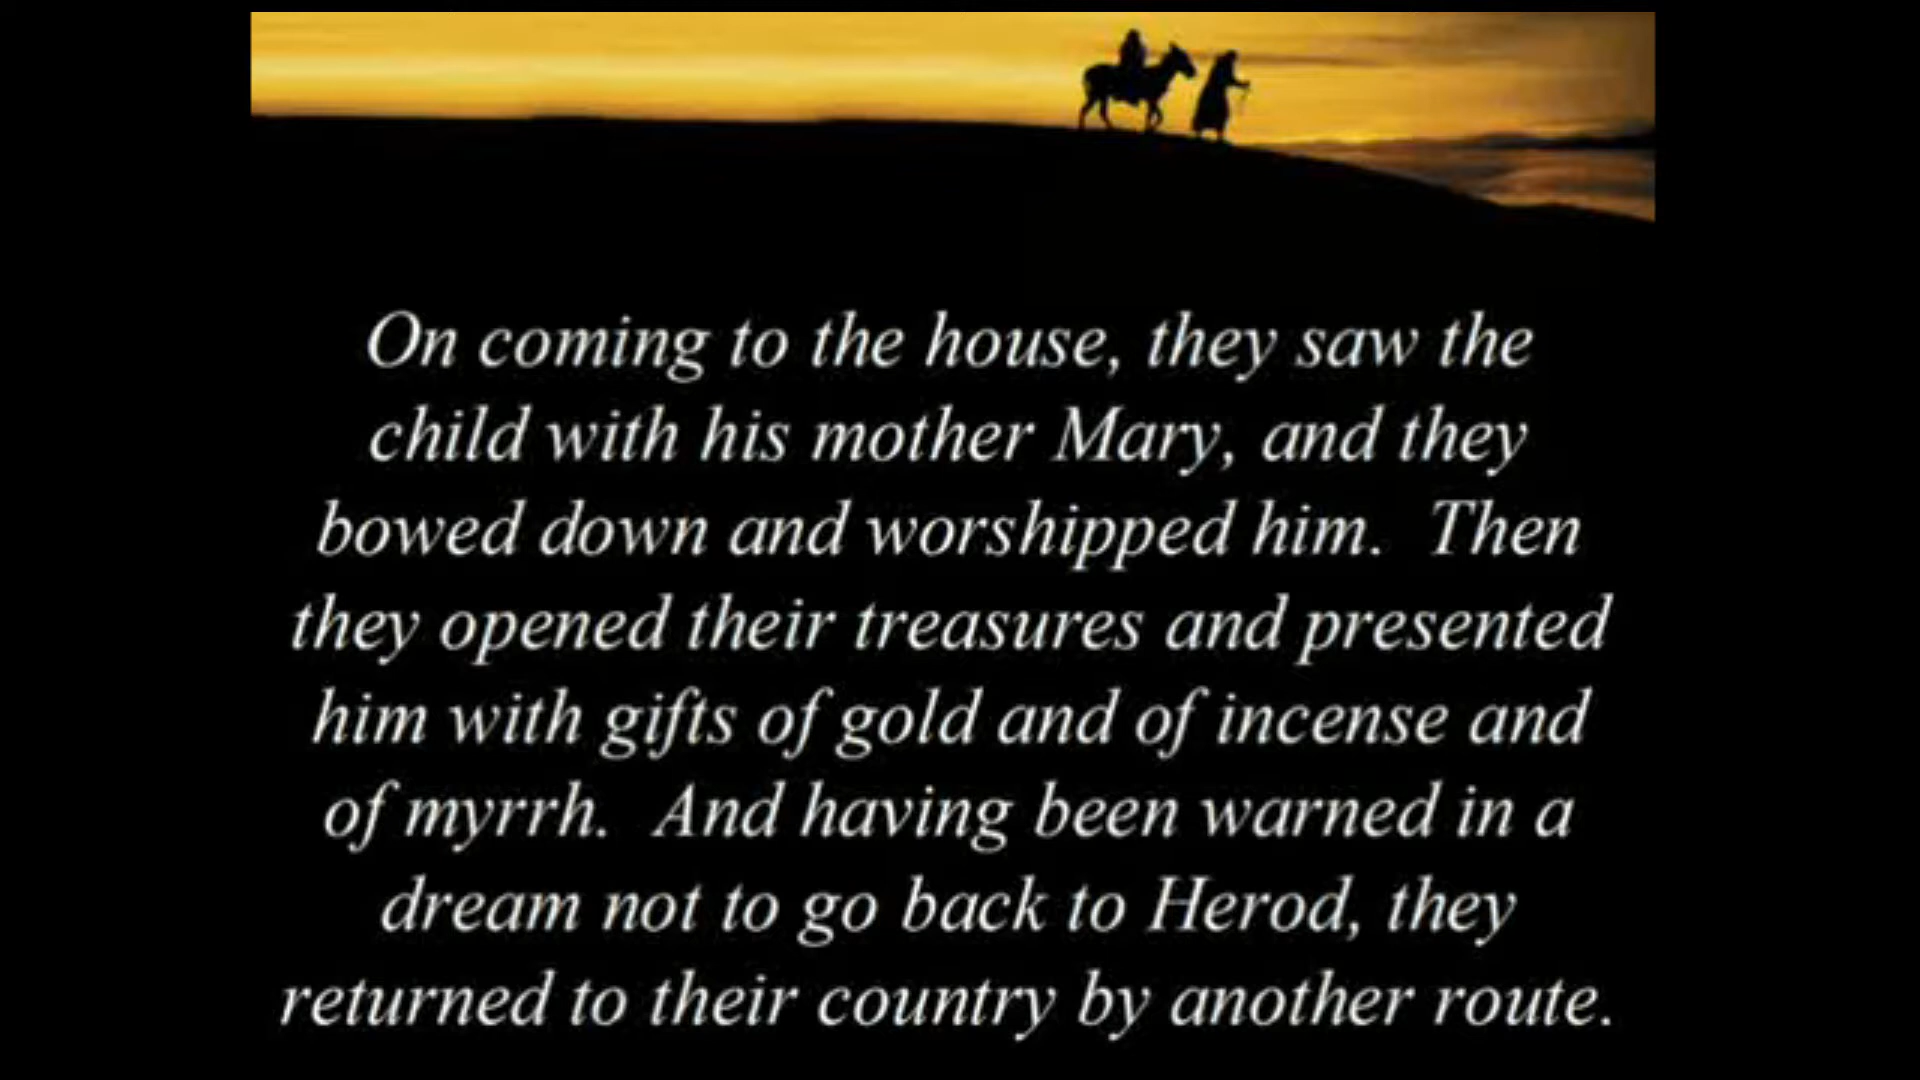 On coming to the house, they saw the
child with his mother Mary, and they
bowed down and worshipped him.  Then
they opened their treasures and presented
him with gifts of gold and of incense and
of myrrh.  And having been warned in a
dream not to go back to Herod, they
returned to their country by another route.